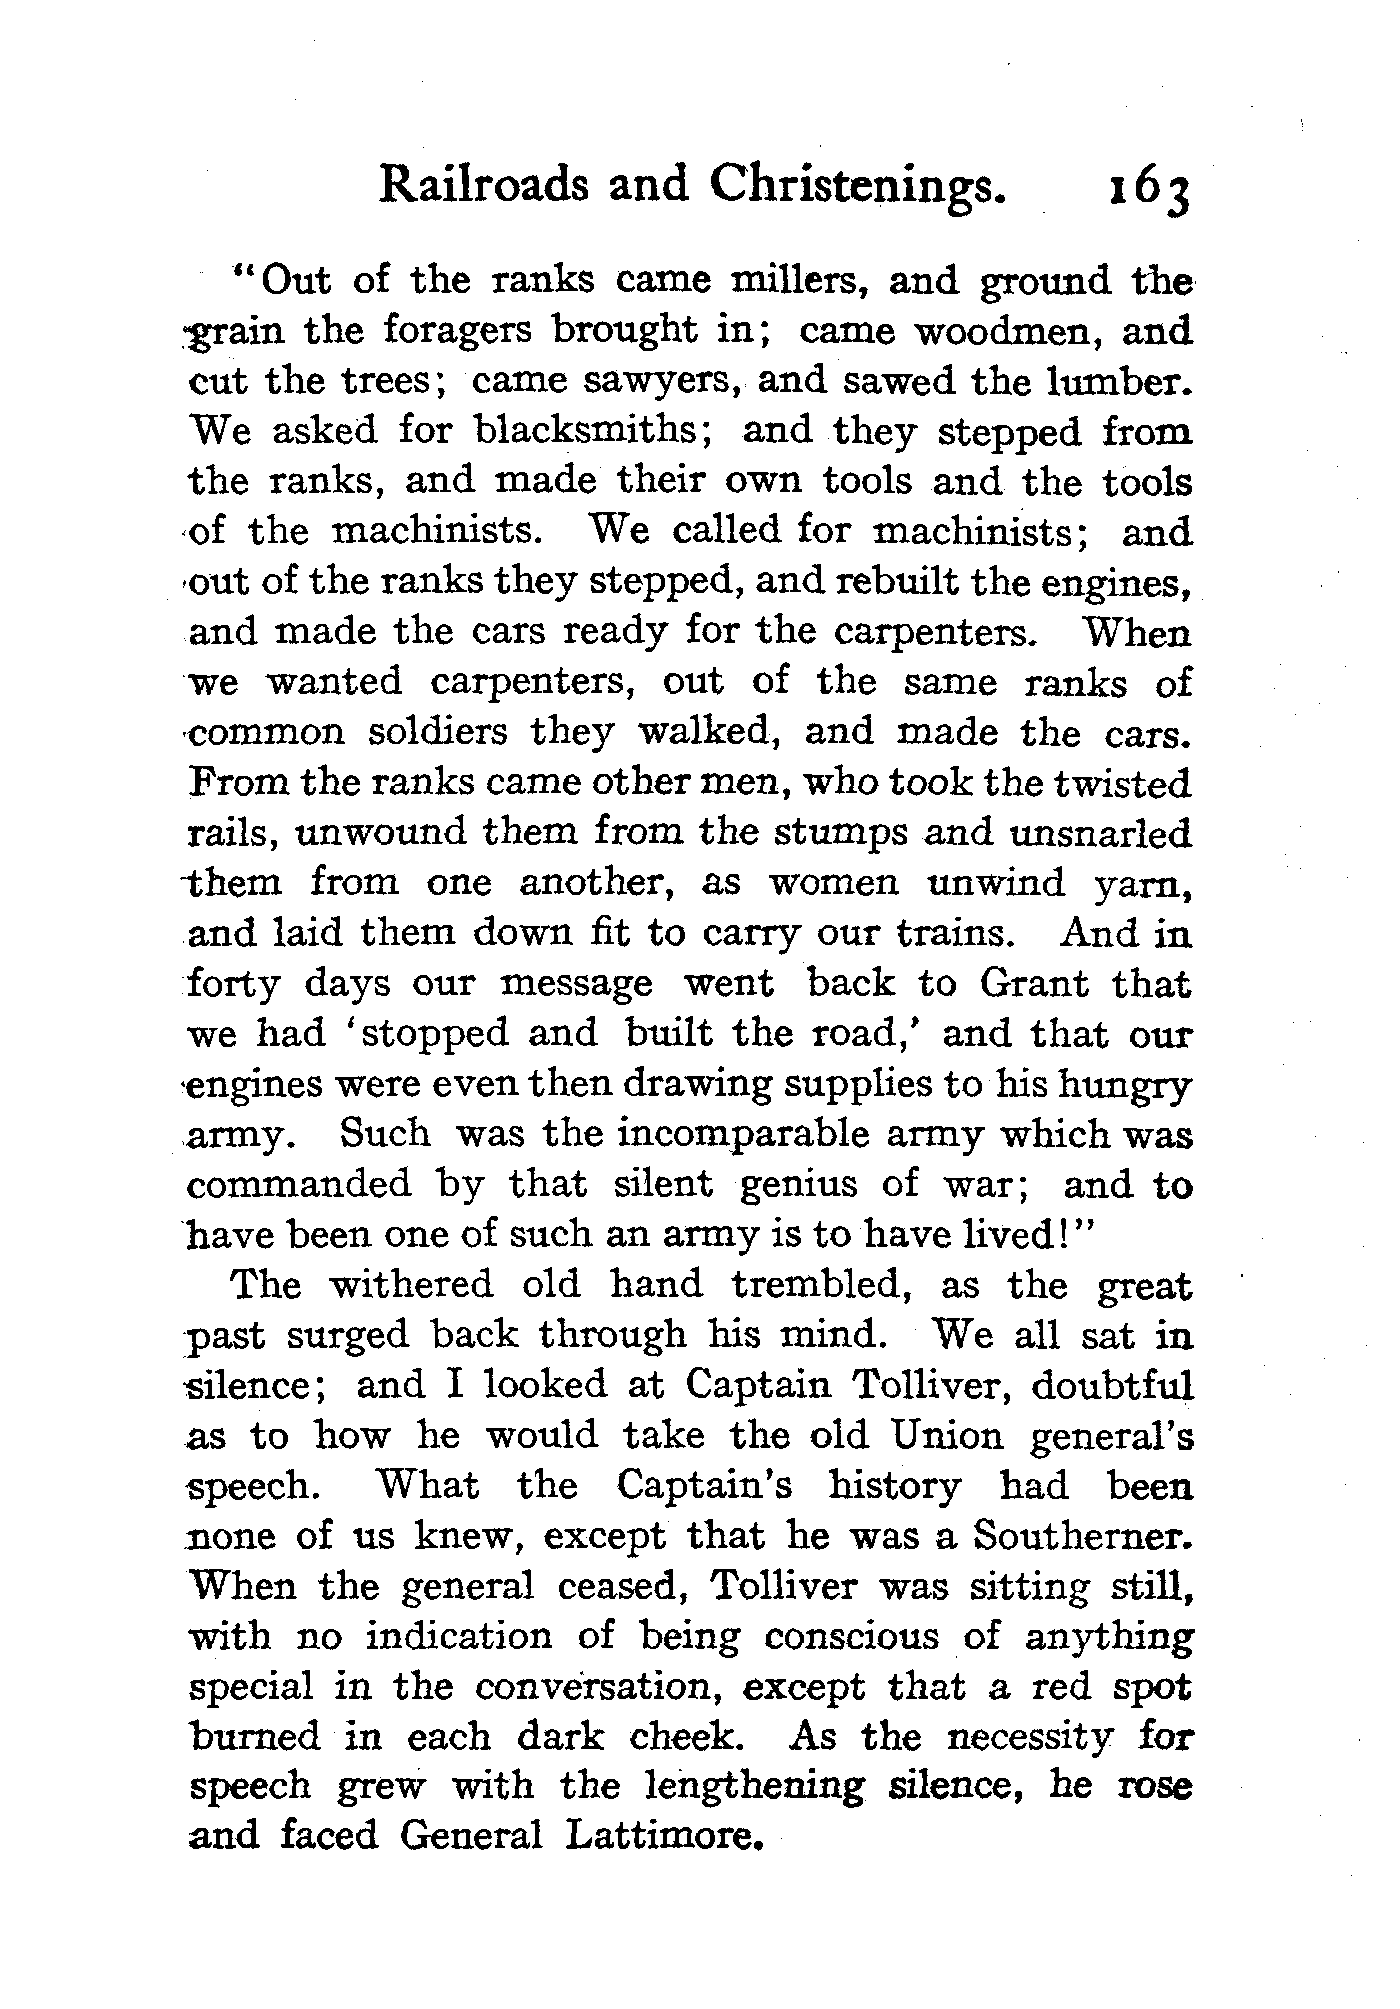 Railroads and Christenings. 163
"Out of the ranks came millers, and ground the
grain the foragers brought in; came woodmen, and
cut the trees; came sawyers, and sawed the lumber.
We asked for blacksmiths; and they stepped from
the ranks, and made their own tools and the tools
of the machinists. We called for machinists; and
out of the ranks they stepped, and rebuilt the engines,
and made the cars ready for the carpenters. When
we wanted carpenters, out of the same ranks of
common soldiers they walked, and made the cars.
From the ranks came other men, who took the twisted
rails, unwound them from the stumps and unsnarled
them from one another, as women unwind yarn,
and laid them down fit to carry our trains. And in
forty days our message went back to Grant that
we had 'stopped and built the road,' and that our
engines were even then drawing supplies to his hungry
army. Such was the incomparable army which was
commanded by that silent genius of war; and to
have been one of such an army is to have lived!"
The withered old hand trembled, as the great
past surged back through his mind. We all sat in
silence; and I looked at Captain Tolliver, doubtful
as to how he would take the old Union general's
speech. What the Captain's history had been
none of us knew, except that he was a Southerner.
When the general ceased, Tolliver was sitting still,
with no indication of being conscious of anything
special in the conversation, except that a red spot
burned in each dark cheek. As the necessity for
speech grew with the lengthening silence, he rose
and faced General Lattimore.